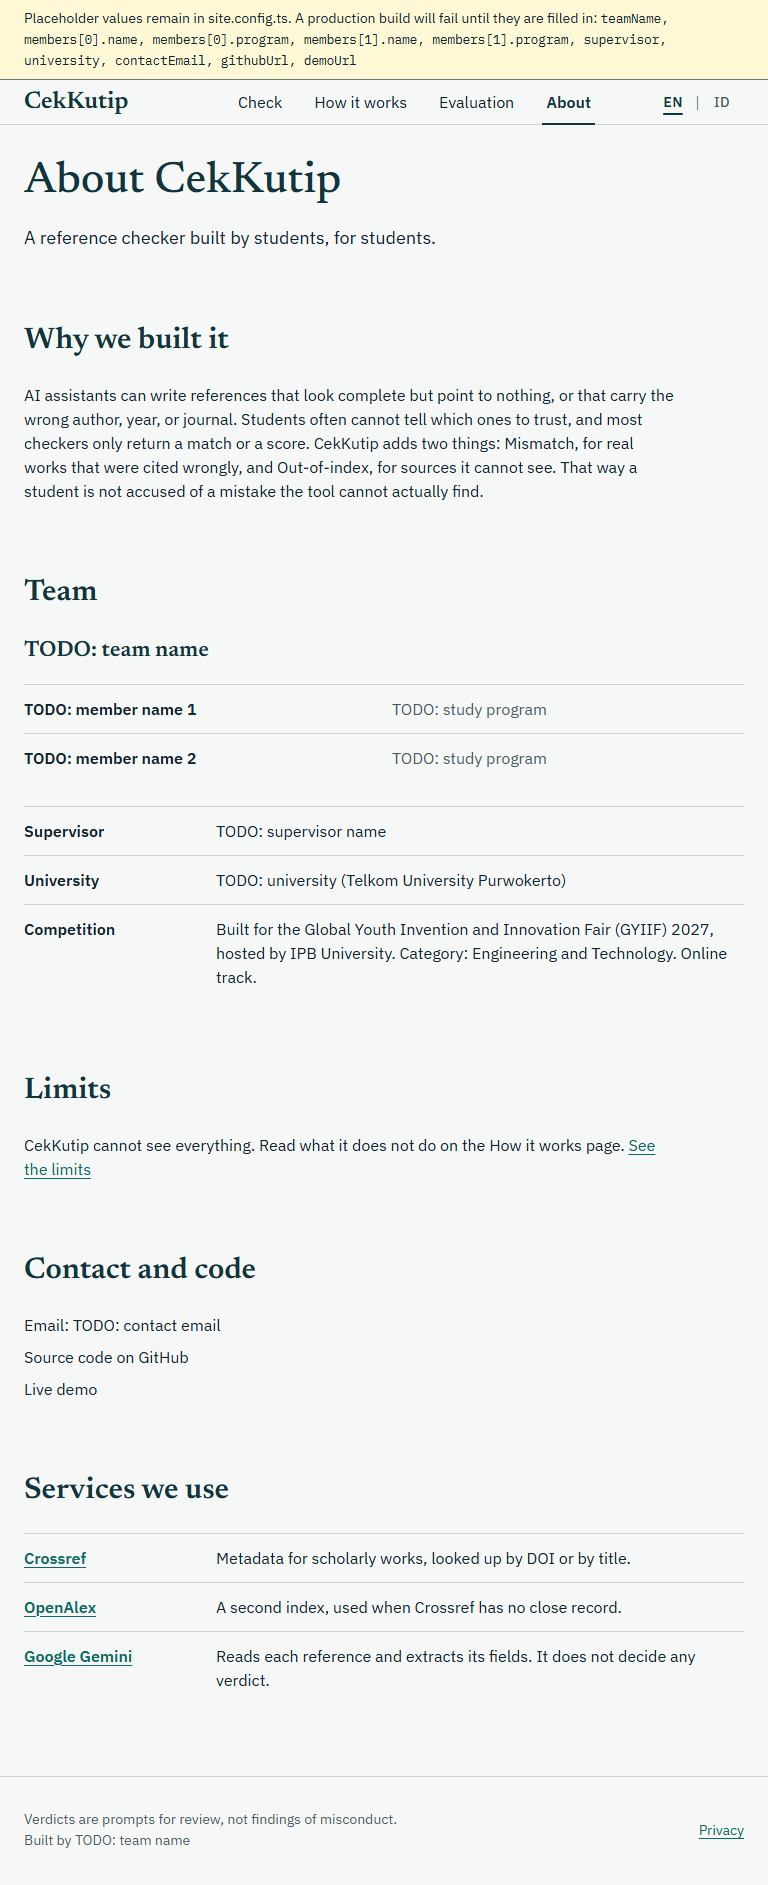 Placeholder values remain in site.config.ts. A production build will fail until they are filled in: teamName,
members[0].name, members[0].program, members[1].name, members[1].program, supervisor,
university, contactEmail, githubUrl, demoUrl
CekKutip Check How it works Evaluation About EN | ID
About CekKutip
A reference checker built by students, for students.
Why we built it
AI assistants can write references that look complete but point to nothing, or that carry the
wrong author, year, or journal. Students often cannot tell which ones to trust, and most
checkers only return a match or a score. CekKutip adds two things: Mismatch, for real
works that were cited wrongly, and Out-of-index, for sources it cannot see. That way a
student is not accused of a mistake the tool cannot actually find.
Team
TODO: team name
TODO: member name 1 TODO: study program
TODO: member name 2 TODO: study program
Supervisor TODO: supervisor name
University TODO: university (Telkom University Purwokerto)
Competition Built for the Global Youth Invention and Innovation Fair (GYIIF) 2027,
hosted by IPB University. Category: Engineering and Technology. Online
track.
Limits
CekKutip cannot see everything. Read what it does not do on the How it works page. See
the limits
Contact and code
Email: TODO: contact email
Source code on GitHub
Live demo
Services we use
Crossref Metadata for scholarly works, looked up by DOI or by title.
OpenAlex A second index, used when Crossref has no close record.
Google Gemini Reads each reference and extracts its fields. It does not decide any
verdict.
Verdicts are prompts for review, not findings of misconduct.
Built by TODO: team name
Privacy